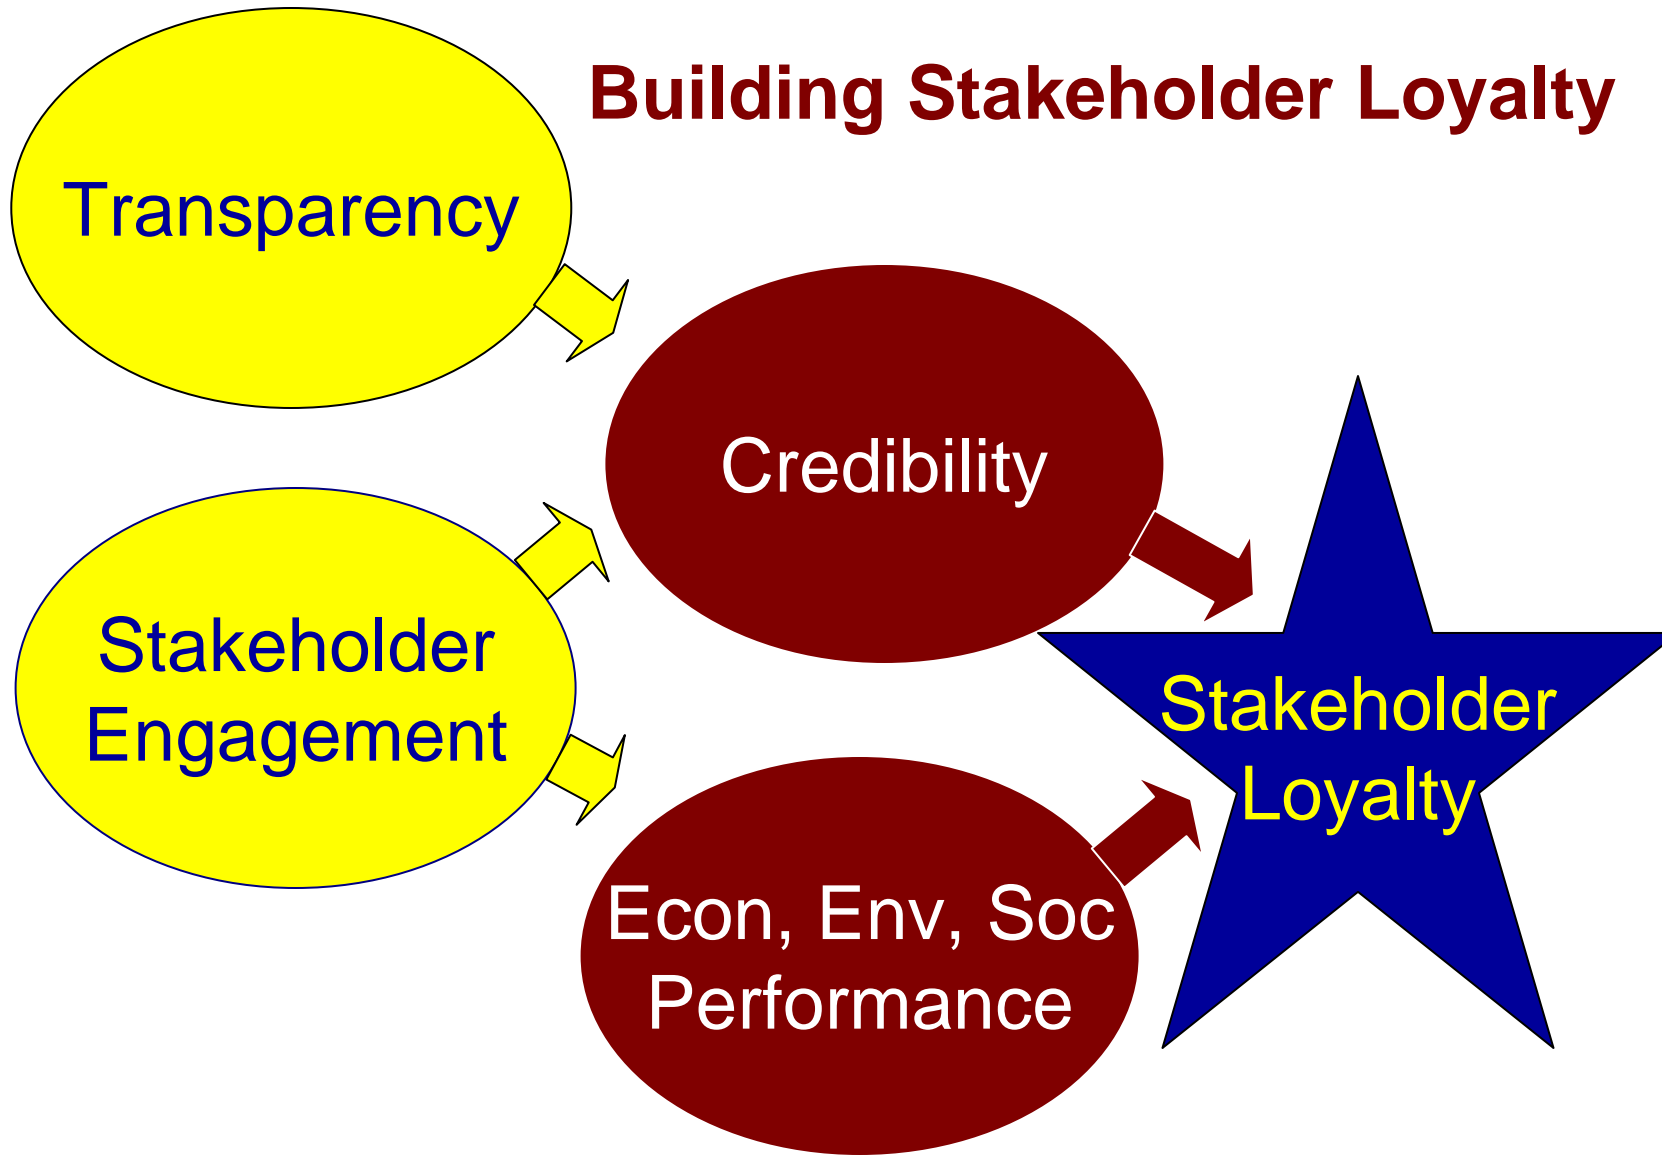 Building Stakeholder Loyalty
Transparency
Credibility
Stakeholder
Engagement
Stakeholder
Loyalty
Econ, Env, Soc
Performance